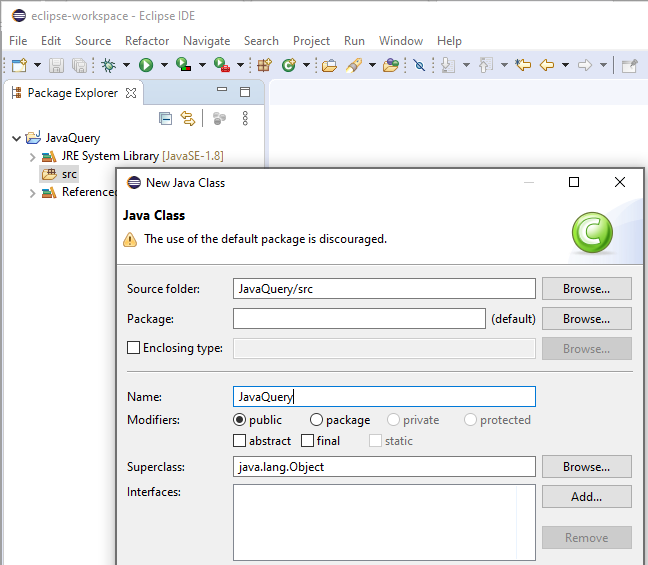 eclipse-workspace - Eclipse IDE
File Edit Source Refactor Navigate Search Project Run Window Help
Package Explorer
JavaQuery
JRE System Library [JavaSE-1.8]
src
Referenced
New Java Class
Java Class
The use of the default package is discouraged.
C
Source folder: JavaQuery/src Browse...
Package: (default) Browse...
Enclosing type: Browse...
Name: JavaQuery
Modifiers: public package private protected
abstract final static
Superclass: java.lang.Object Browse...
Interfaces: Add...
Remove